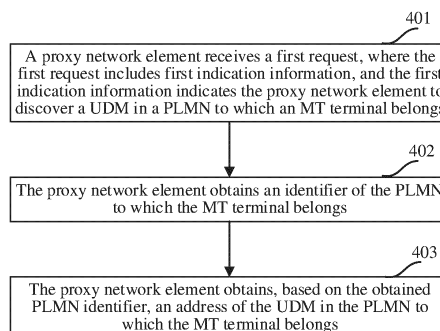 401
A proxy network element receives a first request, where the
first request includes first indication information, and the first
indication information indicates the proxy network element to
discover a UDM in a PLMN to which an MT terminal belongs
402
The proxy network element obtains an identifier of the PLMN
to which the MT terminal belongs
403
The proxy network element obtains, based on the obtained
PLMN identifier, an address of the UDM in the PLMN to
which the MT terminal belongs